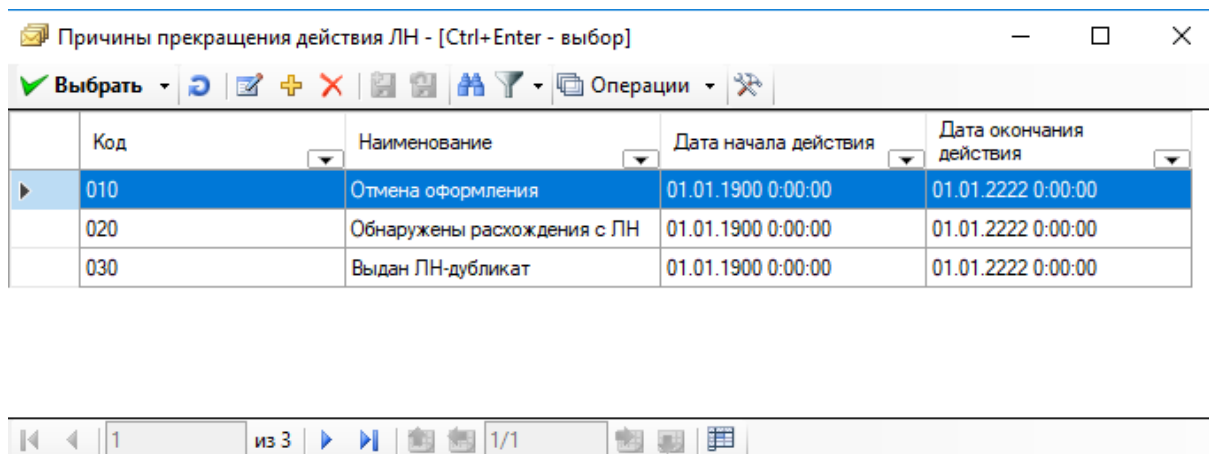 Причины прекращения действия ЛН - [Ctrl+Enter - выбор]
Выбрать Операции
Код Наименование Дата начала действия Дата окончания действия
010 Отмена оформления 01.01.1900 0:00:00 01.01.2222 0:00:00
020 Обнаружены расхождения с ЛН 01.01.1900 0:00:00 01.01.2222 0:00:00
030 Выдан ЛН-дубликат 01.01.1900 0:00:00 01.01.2222 0:00:00
1 из 3 1/1